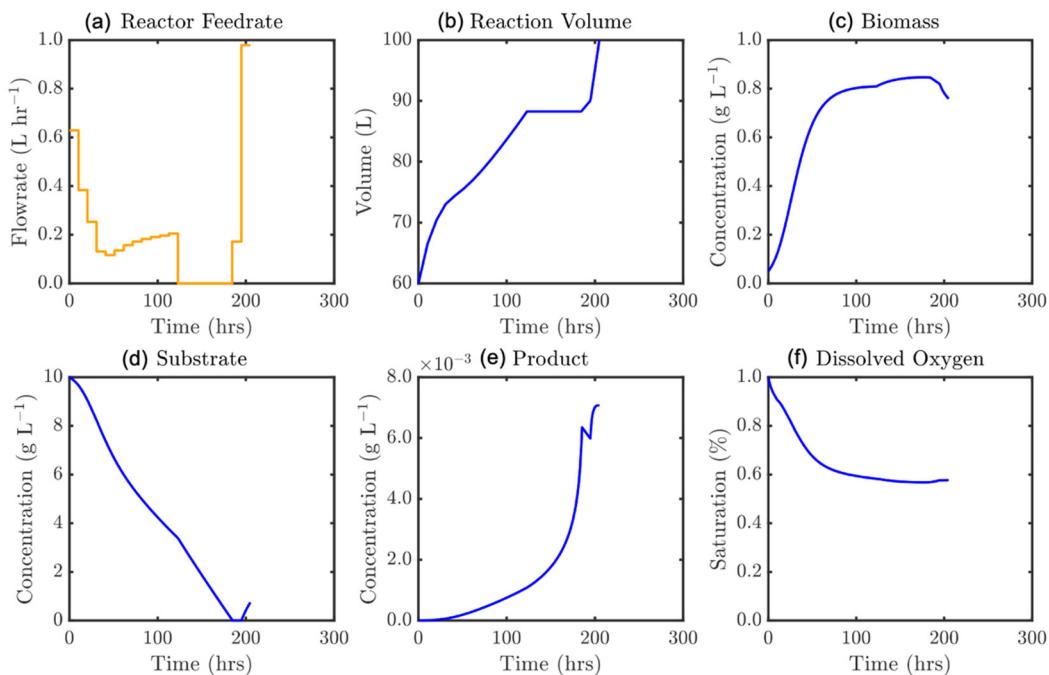 (a) Reactor Feedrate
Flowrate (L hr⁻¹)
1.0
0.8
0.6
0.4
0.2
0.0
0 100 200 300
Time (hrs)
(b) Reaction Volume
Volume (L)
100
90
80
70
60
0 100 200 300
Time (hrs)
(c) Biomass
Concentration (g L⁻¹)
1.0
0.8
0.6
0.4
0.2
0.0
0 100 200 300
Time (hrs)
(d) Substrate
Concentration (g L⁻¹)
10
8
6
4
2
0
0 100 200 300
Time (hrs)
(e) Product
×10⁻³
Concentration (g L⁻¹)
8.0
6.0
4.0
2.0
0.0
0 100 200 300
Time (hrs)
(f) Dissolved Oxygen
Saturation (%)
1.0
0.8
0.6
0.4
0.2
0.0
0 100 200 300
Time (hrs)